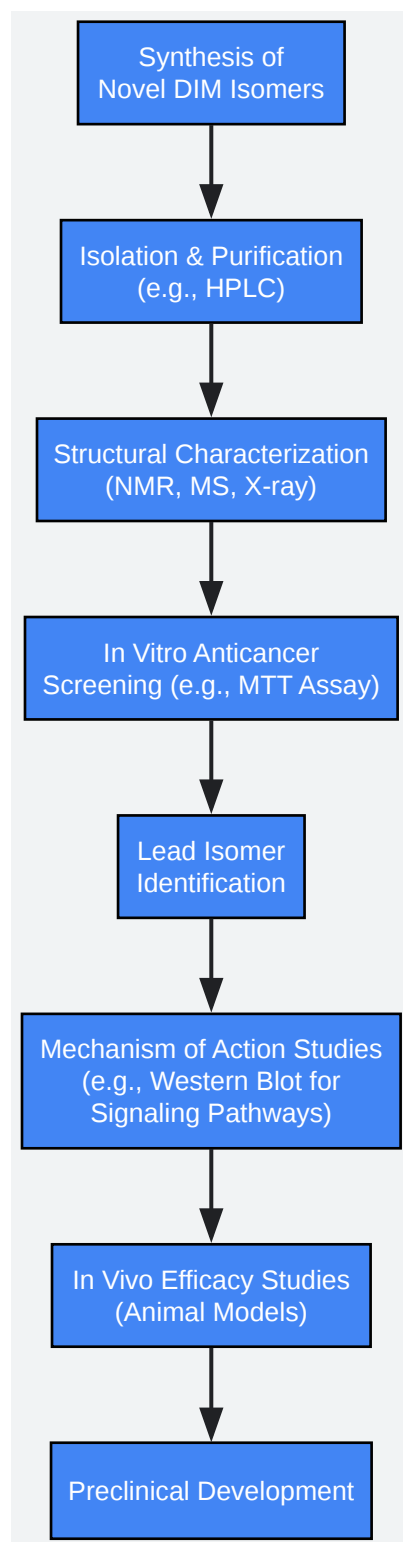 Synthesis of
Novel DIM Isomers
Isolation & Purification
(e.g., HPLC)
Structural Characterization
(NMR, MS, X-ray)
In Vitro Anticancer
Screening (e.g., MTT Assay)
Lead Isomer
Identification
Mechanism of Action Studies
(e.g., Western Blot for
Signaling Pathways)
In Vivo Efficacy Studies
(Animal Models)
Preclinical Development